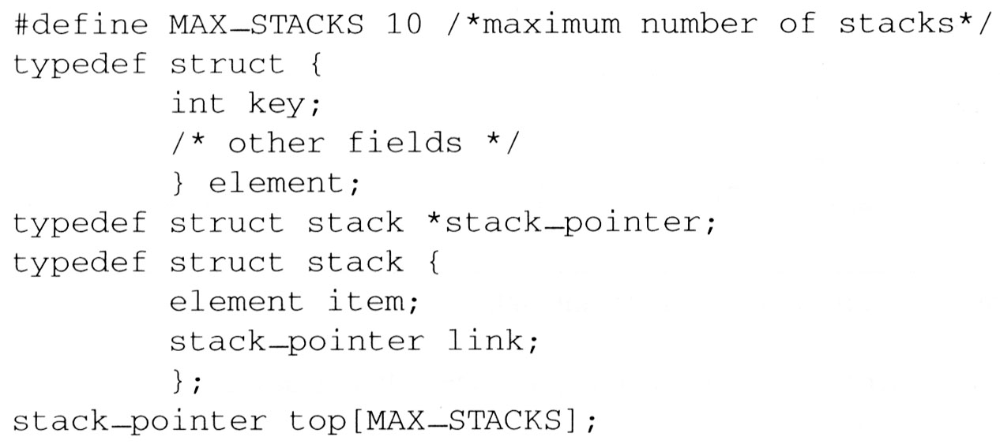 #define MAX_STACKS 10 /*maximum number of stacks*/
typedef struct {
int key;
/* other fields */
} element;
typedef struct stack *stack_pointer;
typedef struct stack {
element item;
stack_pointer link;
};
stack_pointer top[MAX_STACKS];